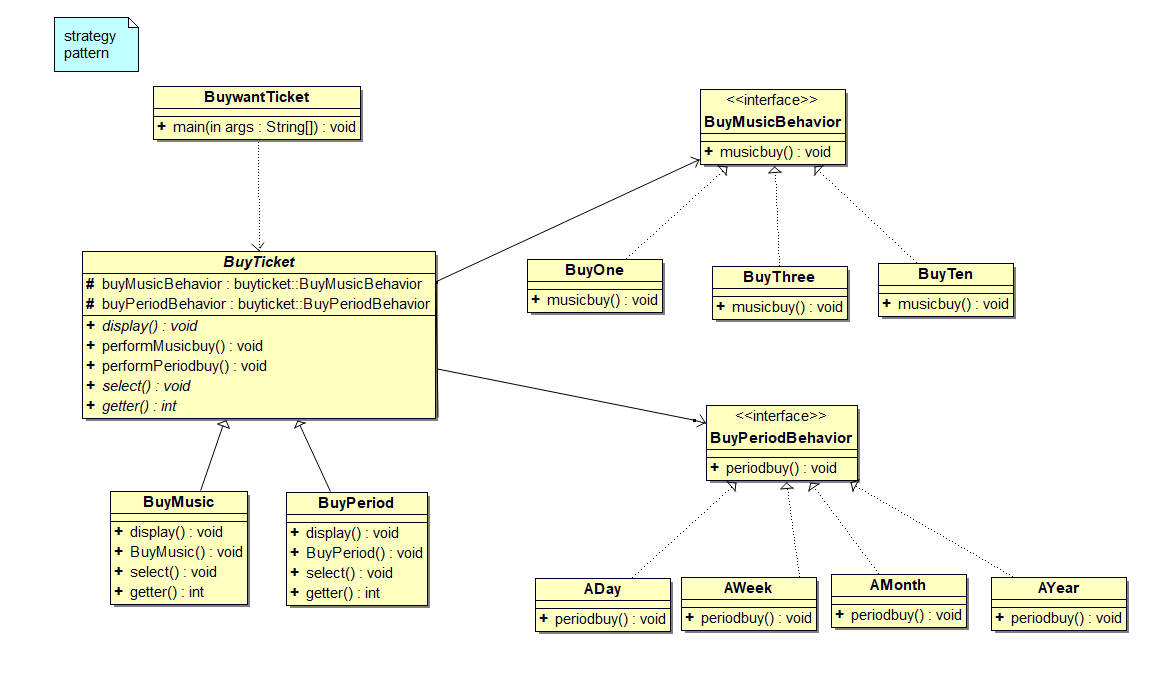 strategy
pattern
BuywantTicket
+ main(in args : String[]) : void
<<interface>>
BuyMusicBehavior
+ musicbuy() : void
BuyTicket
# buyMusicBehavior : buyticket::BuyMusicBehavior
# buyPeriodBehavior : buyticket::BuyPeriodBehavior
+ display() : void
+ performMusicbuy() : void
+ performPeriodbuy() : void
+ select() : void
+ getter() : int
BuyOne
+ musicbuy() : void
BuyThree
+ musicbuy() : void
BuyTen
+ musicbuy() : void
<<interface>>
BuyPeriodBehavior
+ periodbuy() : void
BuyMusic
+ display() : void
+ BuyMusic() : void
+ select() : void
+ getter() : int
BuyPeriod
+ display() : void
+ BuyPeriod() : void
+ select() : void
+ getter() : int
ADay
+ periodbuy() : void
AWeek
+ periodbuy() : void
AMonth
+ periodbuy() : void
AYear
+ periodbuy() : void